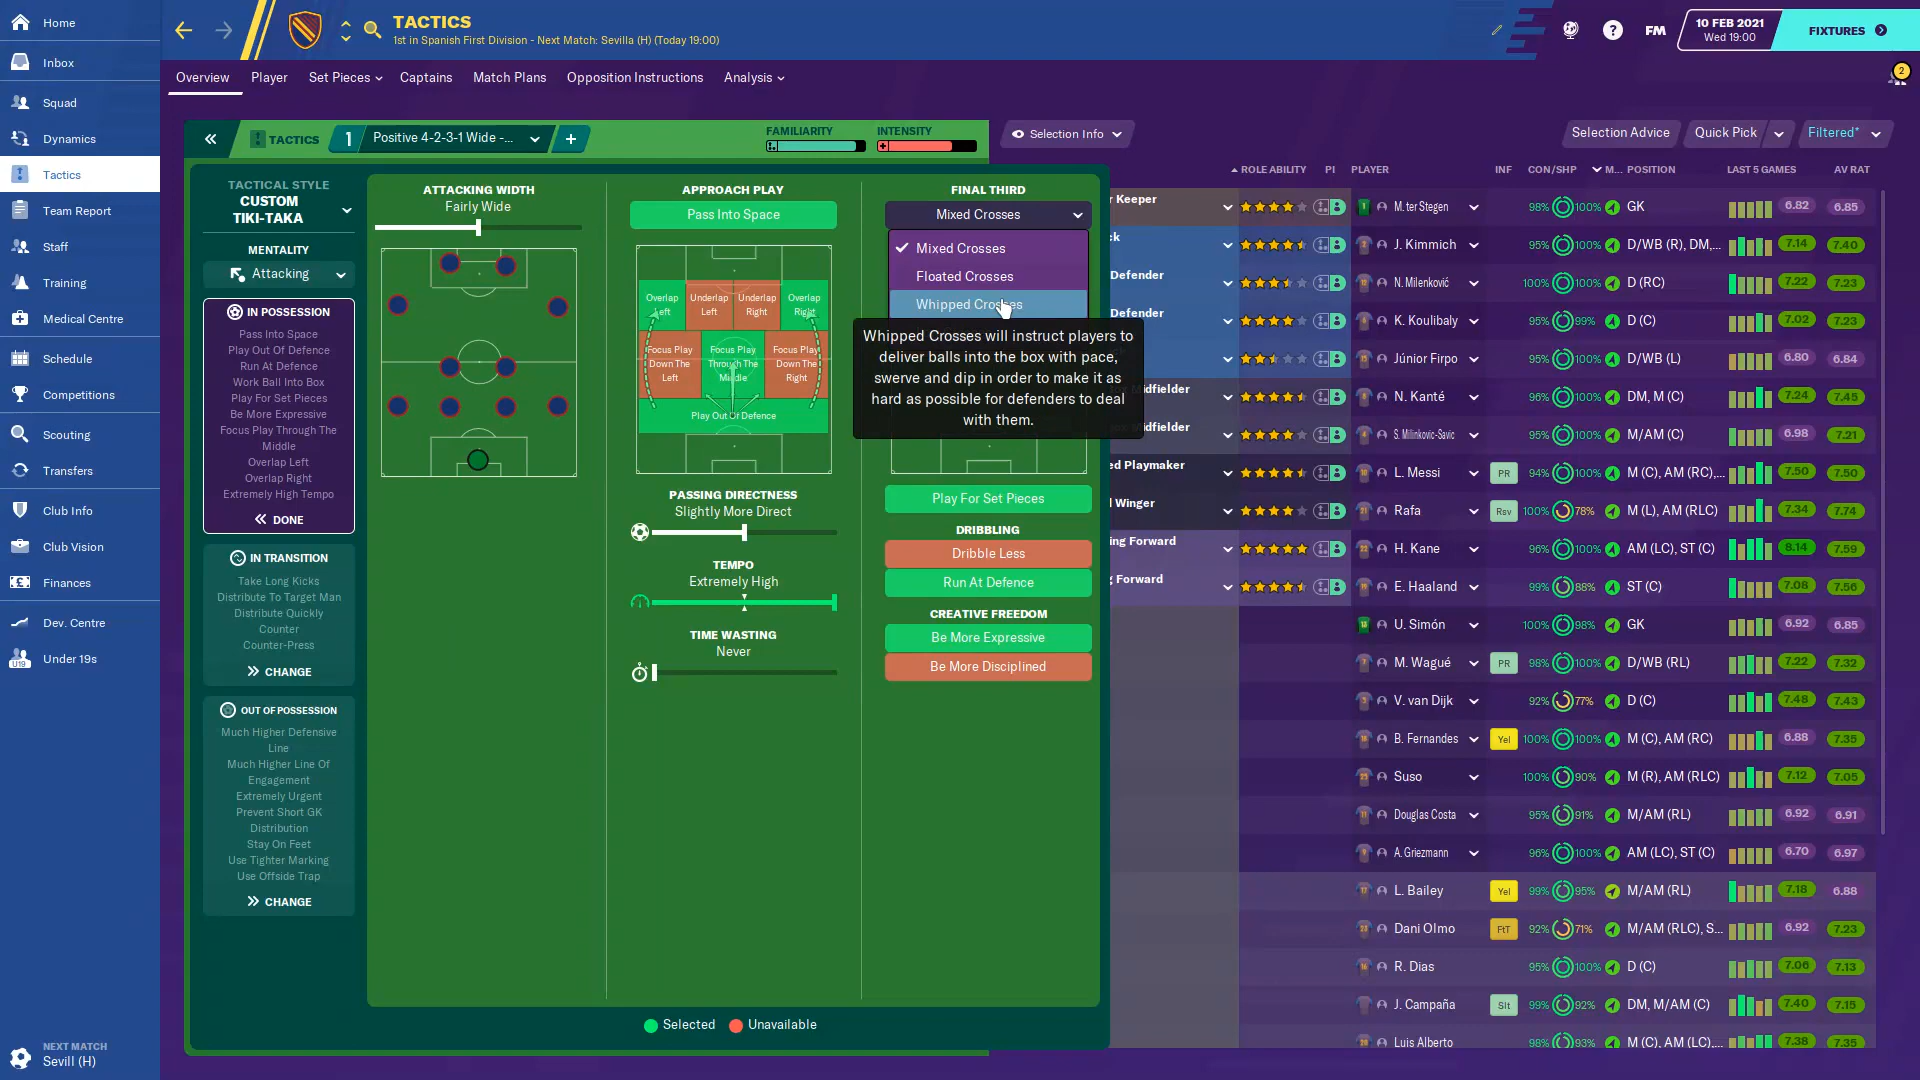 Home
Inbox
Squad
Dynamics
Tactics
Team Report
Staff
Training
Medical Centre
Schedule
Competitions
Scouting
Transfers
Club Info
Club Vision
Finances
Dev. Centre
U19
Under 19s
NEXT MATCH
Sevill (H)
TACTICS
1st in Spanish First Division - Next Match: Sevilla (H) (Today 19:00)
FM
10 FEB 2021
Wed 19:00
FIXTURES
Overview Player Set Pieces Captains Match Plans Opposition Instructions Analysis
2
TACTICS 1 Positive 4-2-3-1 Wide -...
FAMILIARITY
INTENSITY
Selection Info
Selection Advice
Quick Pick
Filtered*
TACTICAL STYLE
CUSTOM
TIKI-TAKA
MENTALITY
Attacking
IN POSSESSION
Pass Into Space
Play Out Of Defence
Run At Defence
Work Ball Into Box
Play For Set Pieces
Be More Expressive
Focus Play Through The
Middle
Overlap Left
Overlap Right
Extremely High Tempo
DONE
IN TRANSITION
Take Long Kicks
Distribute To Target Man
Distribute Quickly
Counter
Counter-Press
CHANGE
OUT OF POSSESSION
Much Higher Defensive
Line
Much Higher Line Of
Engagement
Extremely Urgent
Prevent Short GK
Distribution
Stay On Feet
Use Tighter Marking
Use Offside Trap
CHANGE
ATTACKING WIDTH
Fairly Wide
APPROACH PLAY
Pass Into Space
Overlap
Left
Underlap
Left
Underlap
Right
Overlap
Right
Focus Play
Down The
Left
Focus Play
Through The
Middle
Focus Play
Down The
Right
Play Out Of Defence
PASSING DIRECTNESS
Slightly More Direct
TEMPO
Extremely High
TIME WASTING
Never
FINAL THIRD
Mixed Crosses
Mixed Crosses
Floated Crosses
Whipped Crosses
Whipped Crosses will instruct players to
deliver balls into the box with pace,
swerve and dip in order to make it as
hard as possible for defenders to deal
with them.
Play For Set Pieces
DRIBBLING
Dribble Less
Run At Defence
CREATIVE FREEDOM
Be More Expressive
Be More Disciplined
Selected
Unavailable
ROLE ABILITY PI PLAYER INF CON/SHP M... POSITION LAST 5 GAMES AV RAT
r Keeper M. ter Stegen 98% 100% GK 6.82 6.85
ck J. Kimmich 95% 100% D/WB (R), DM,... 7.14 7.40
Defender N. Milenković 100% 100% D (RC) 7.22 7.23
Defender K. Koulibaly 95% 99% D (C) 7.02 7.23
Júnior Firpo 95% 100% D/WB (L) 6.80 6.84
Midfielder N. Kanté 95% 100% DM, M (C) 7.24 7.45
Midfielder S. Milinkovic-Savic 96% 100% M/AM (C) 6.98 7.21
ed Playmaker PR L. Messi 94% 100% M (C), AM (RC),... 7.50 7.50
d Winger Rafa Rsv 100% 78% M (L), AM (RLC) 7.34 7.74
ing Forward H. Kane 96% 100% AM (LC), ST (C) 8.14 7.59
g Forward E. Haaland 99% 88% ST (C) 7.08 7.56
U. Simón 100% 98% GK 6.92 6.85
M. Wagué PR 98% 100% D/WB (RL) 7.22 7.32
V. van Dijk 92% 77% D (C) 7.48 7.43
B. Fernandes Yel 100% 100% M (C), AM (RC) 6.88 7.35
Suso 100% 90% M (R), AM (RLC) 7.12 7.05
Douglas Costa 95% 91% M/AM (RL) 6.92 6.91
A. Griezmann 96% 100% AM (LC), ST (C) 6.70 6.97
L. Bailey Yel 99% 95% M/AM (RL) 7.18 6.88
Dani Olmo FtT 92% 71% M/AM (RLC), S... 6.92 7.23
R. Dias 95% 100% D (C) 7.06 7.13
J. Campaña Slt 99% 92% DM, M/AM (C) 7.40 7.15
Luis Alberto 98% 93% M (C), AM (LC),... 7.38 7.35